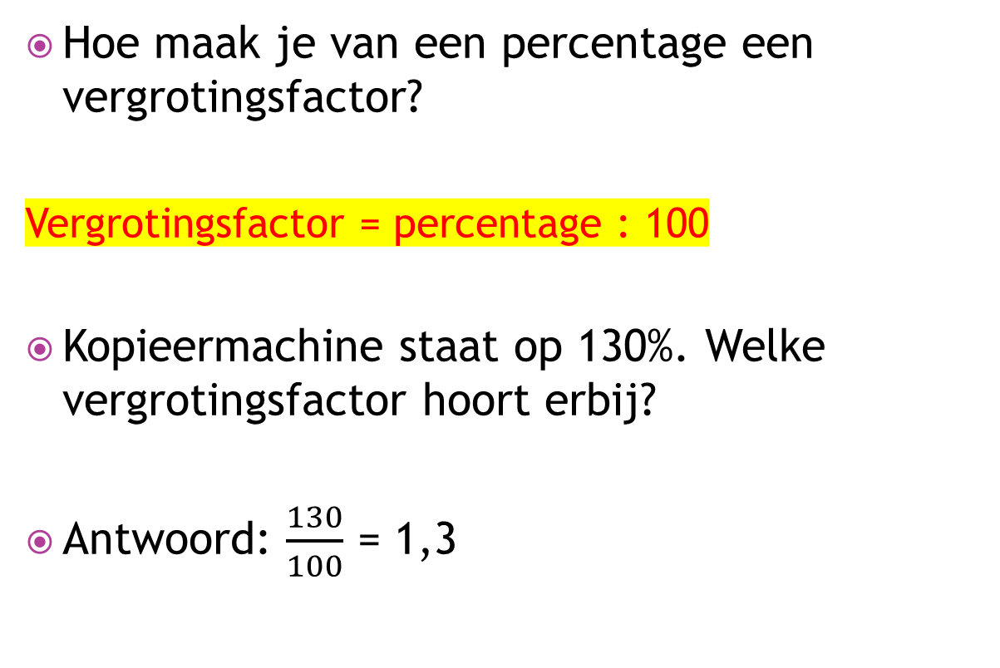 Hoe maak je van een percentage een
vergrotingsfactor?
Vergrotingsfactor = percentage : 100
Kopieermachine staat op 130%. Welke
vergrotingsfactor hoort erbij?
Antwoord: 130/100 = 1,3